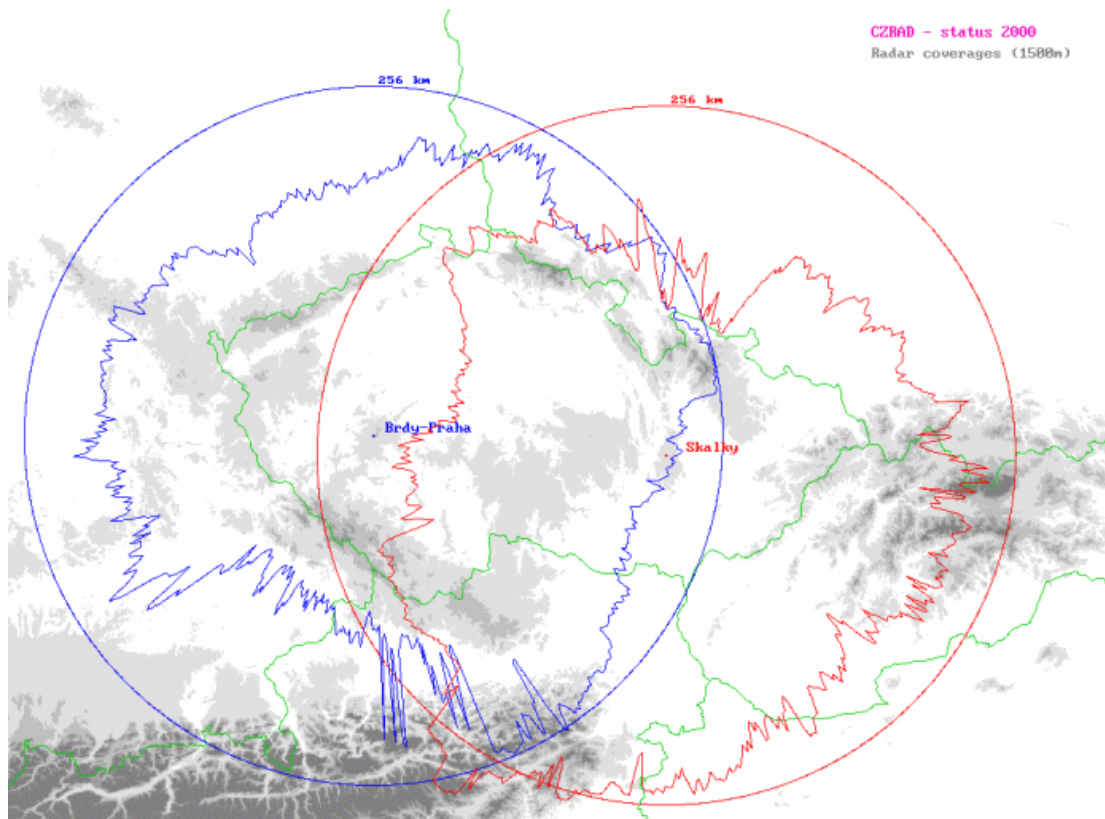 CZRAD - status 2000
Radar coverages (1500m)
256 km
256 km
Brdy-Praha
Skalky